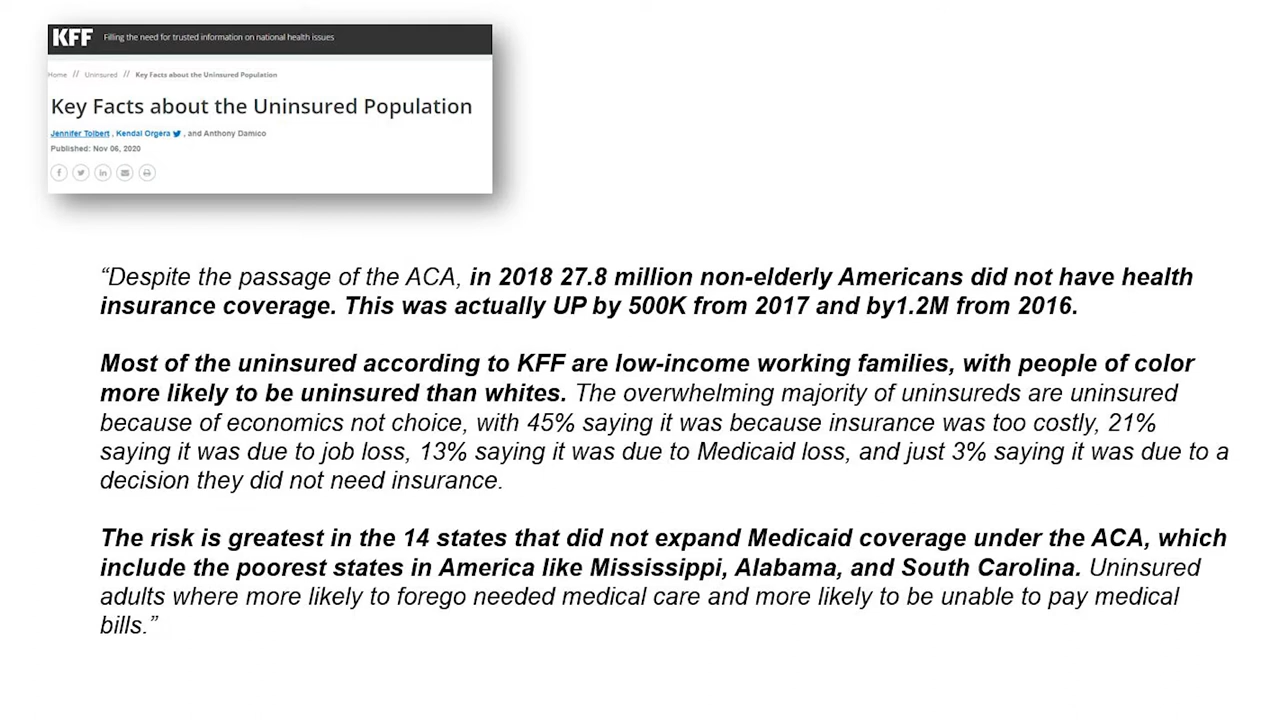 KFF Filling the need for trusted information on national health issues
Home // Uninsured // Key Facts about the Uninsured Population
Key Facts about the Uninsured Population
Jennifer Tolbert , Kendal Orgera , and Anthony Damico
Published: Nov 06, 2020
“Despite the passage of the ACA, in 2018 27.8 million non-elderly Americans did not have health
insurance coverage. This was actually UP by 500K from 2017 and by1.2M from 2016.
Most of the uninsured according to KFF are low-income working families, with people of color
more likely to be uninsured than whites. The overwhelming majority of uninsureds are uninsured
because of economics not choice, with 45% saying it was because insurance was too costly, 21%
saying it was due to job loss, 13% saying it was due to Medicaid loss, and just 3% saying it was due to a
decision they did not need insurance.
The risk is greatest in the 14 states that did not expand Medicaid coverage under the ACA, which
include the poorest states in America like Mississippi, Alabama, and South Carolina. Uninsured
adults where more likely to forego needed medical care and more likely to be unable to pay medical
bills.”